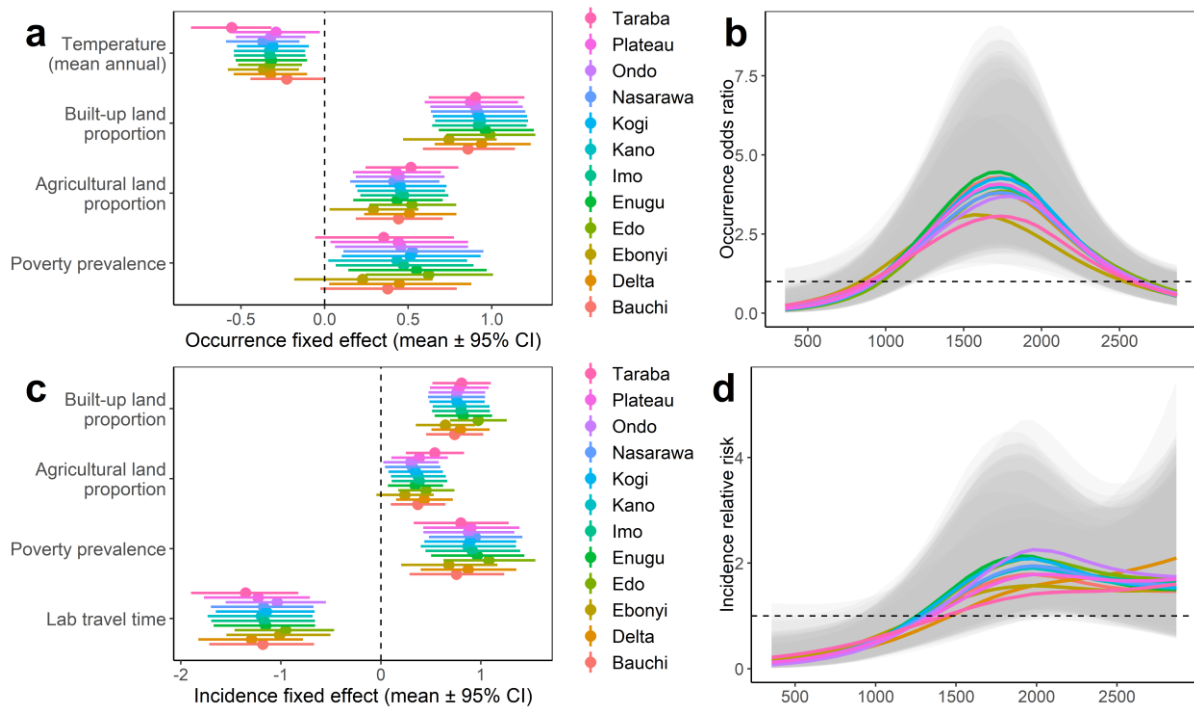 a
Temperature
(mean annual)
Built-up land
proportion
Agricultural land
proportion
Poverty prevalence
-0.5
0.0
0.5
1.0
Occurrence fixed effect (mean ± 95% CI)
Taraba
Plateau
Ondo
Nasarawa
Kogi
Kano
Imo
Enugu
Edo
Ebonyi
Delta
Bauchi
b
Occurrence odds ratio
7.5
5.0
2.5
0.0
500
1000
1500
2000
2500
c
Built-up land
proportion
Agricultural land
proportion
Poverty prevalence
Lab travel time
-2
-1
0
1
Incidence fixed effect (mean ± 95% CI)
Taraba
Plateau
Ondo
Nasarawa
Kogi
Kano
Imo
Enugu
Edo
Ebonyi
Delta
Bauchi
d
Incidence relative risk
4
2
0
500
1000
1500
2000
2500